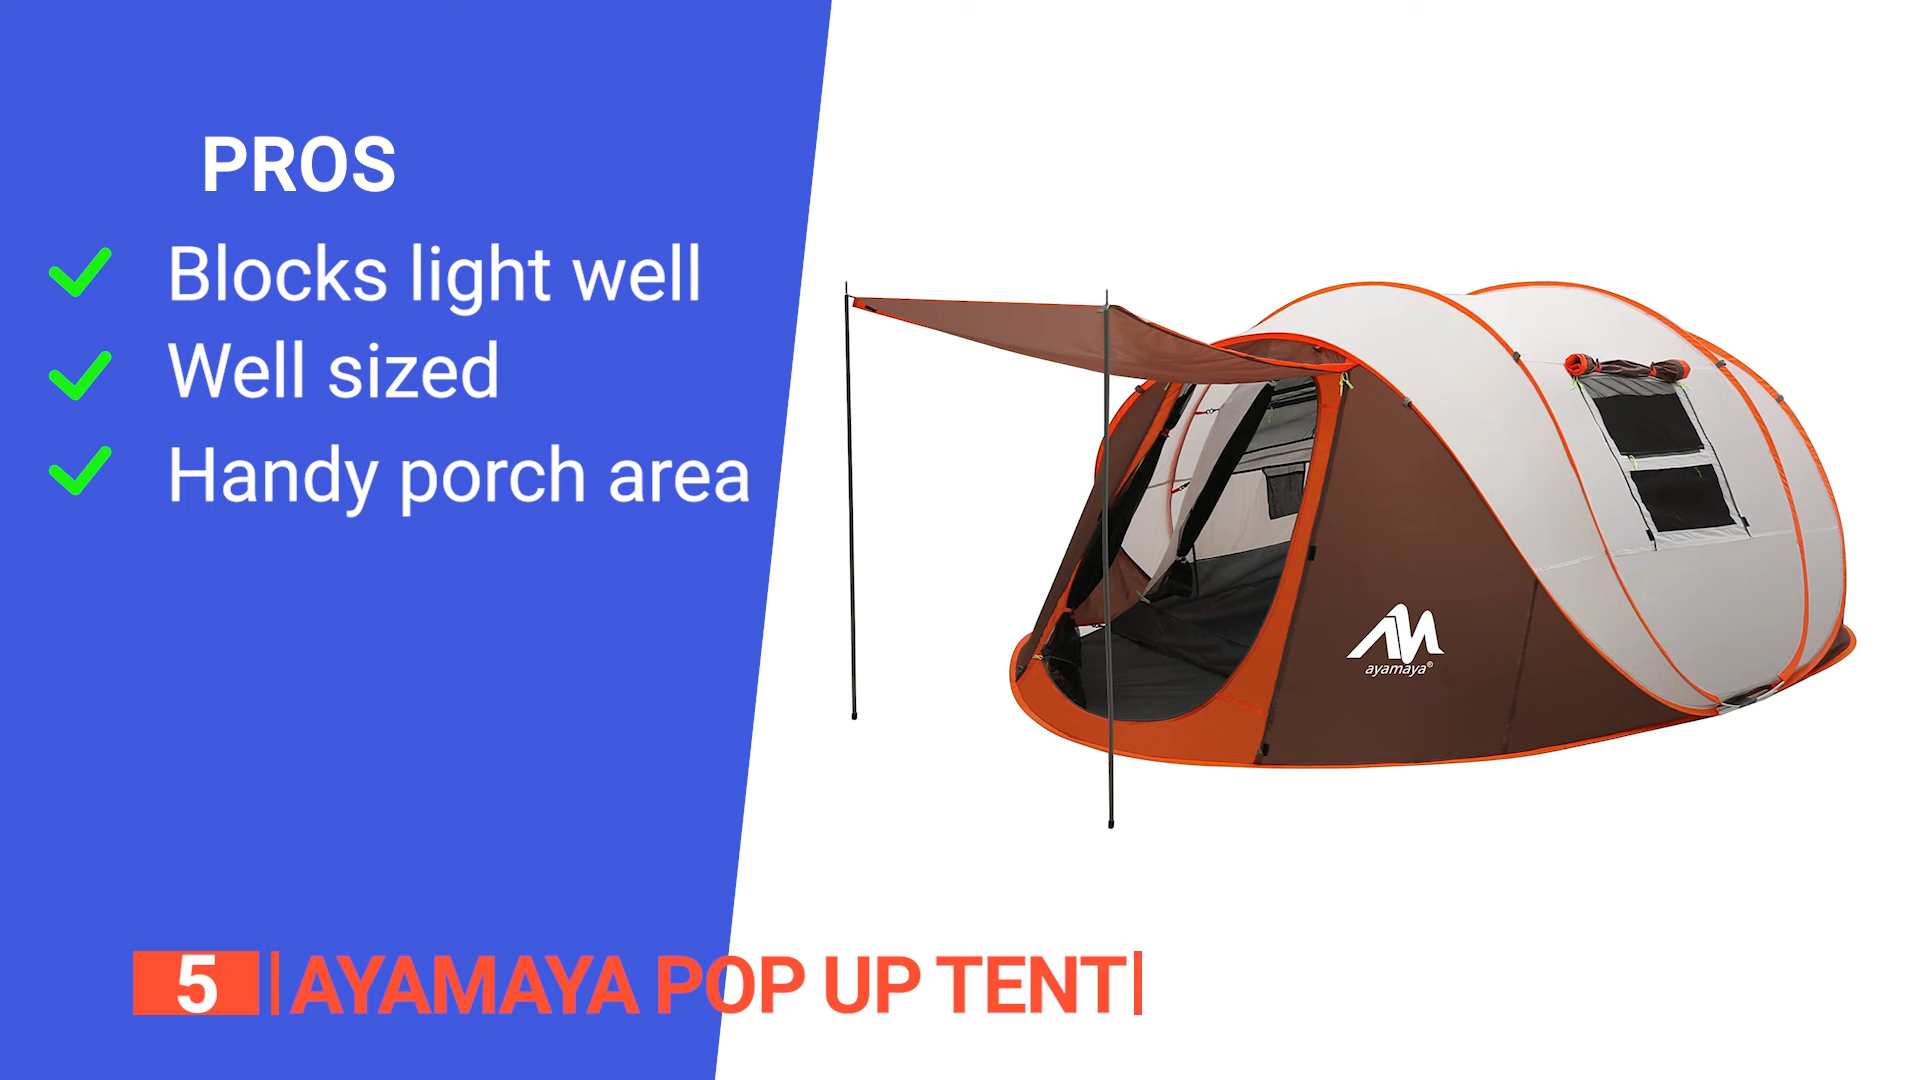 PROS
Blocks light well
Well sized
Handy porch area
ayamaya®
5 AYAMAYA POP UP TENT